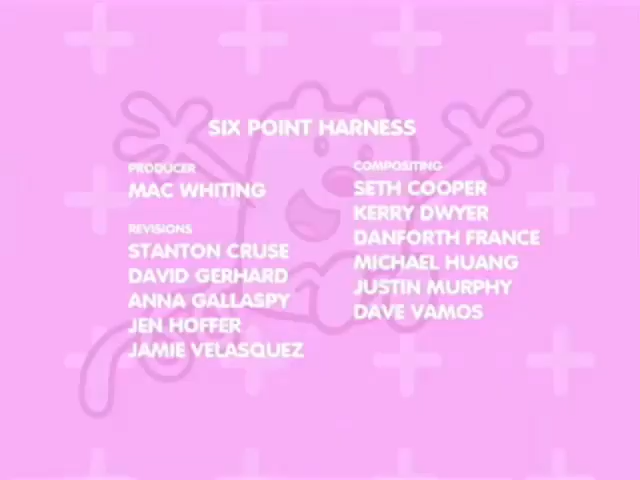 SIX POINT HARNESS
PRODUCER
MAC WHITING
REVISIONS
STANTON CRUSE
DAVID GERHARD
ANNA GALLASPY
JEN HOFFER
JAMIE VELASQUEZ
COMPOSITING
SETH COOPER
KERRY DWYER
DANFORTH FRANCE
MICHAEL HUANG
JUSTIN MURPHY
DAVE VAMOS